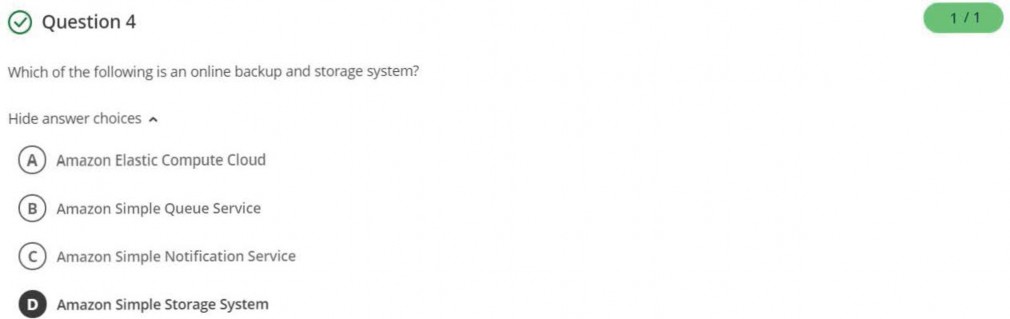 Question 4
1 / 1
Which of the following is an online backup and storage system?
Hide answer choices
A Amazon Elastic Compute Cloud
B Amazon Simple Queue Service
C Amazon Simple Notification Service
D Amazon Simple Storage System